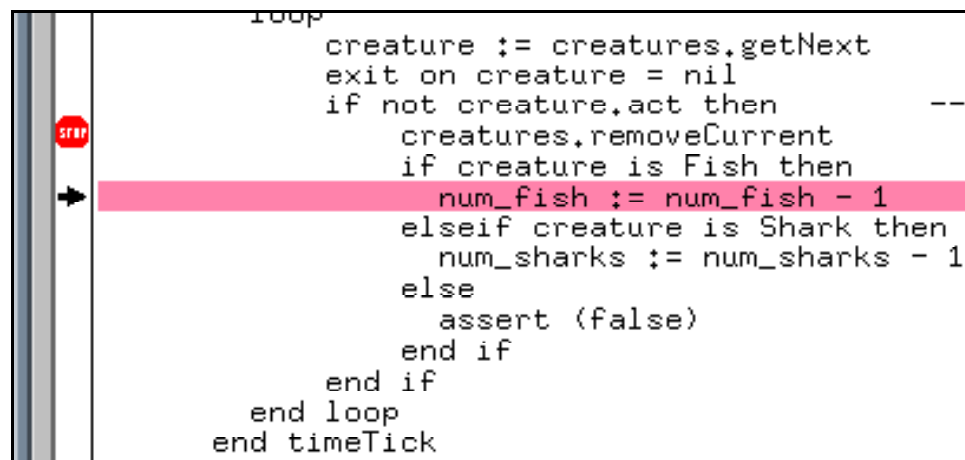 loop
creature := creatures.getNext
exit on creature = nil
if not creature.act then --
STOP
creatures.removeCurrent
if creature is Fish then
num_fish := num_fish - 1
elseif creature is Shark then
num_sharks := num_sharks - 1
else
assert (false)
end if
end if
end loop
end timeTick